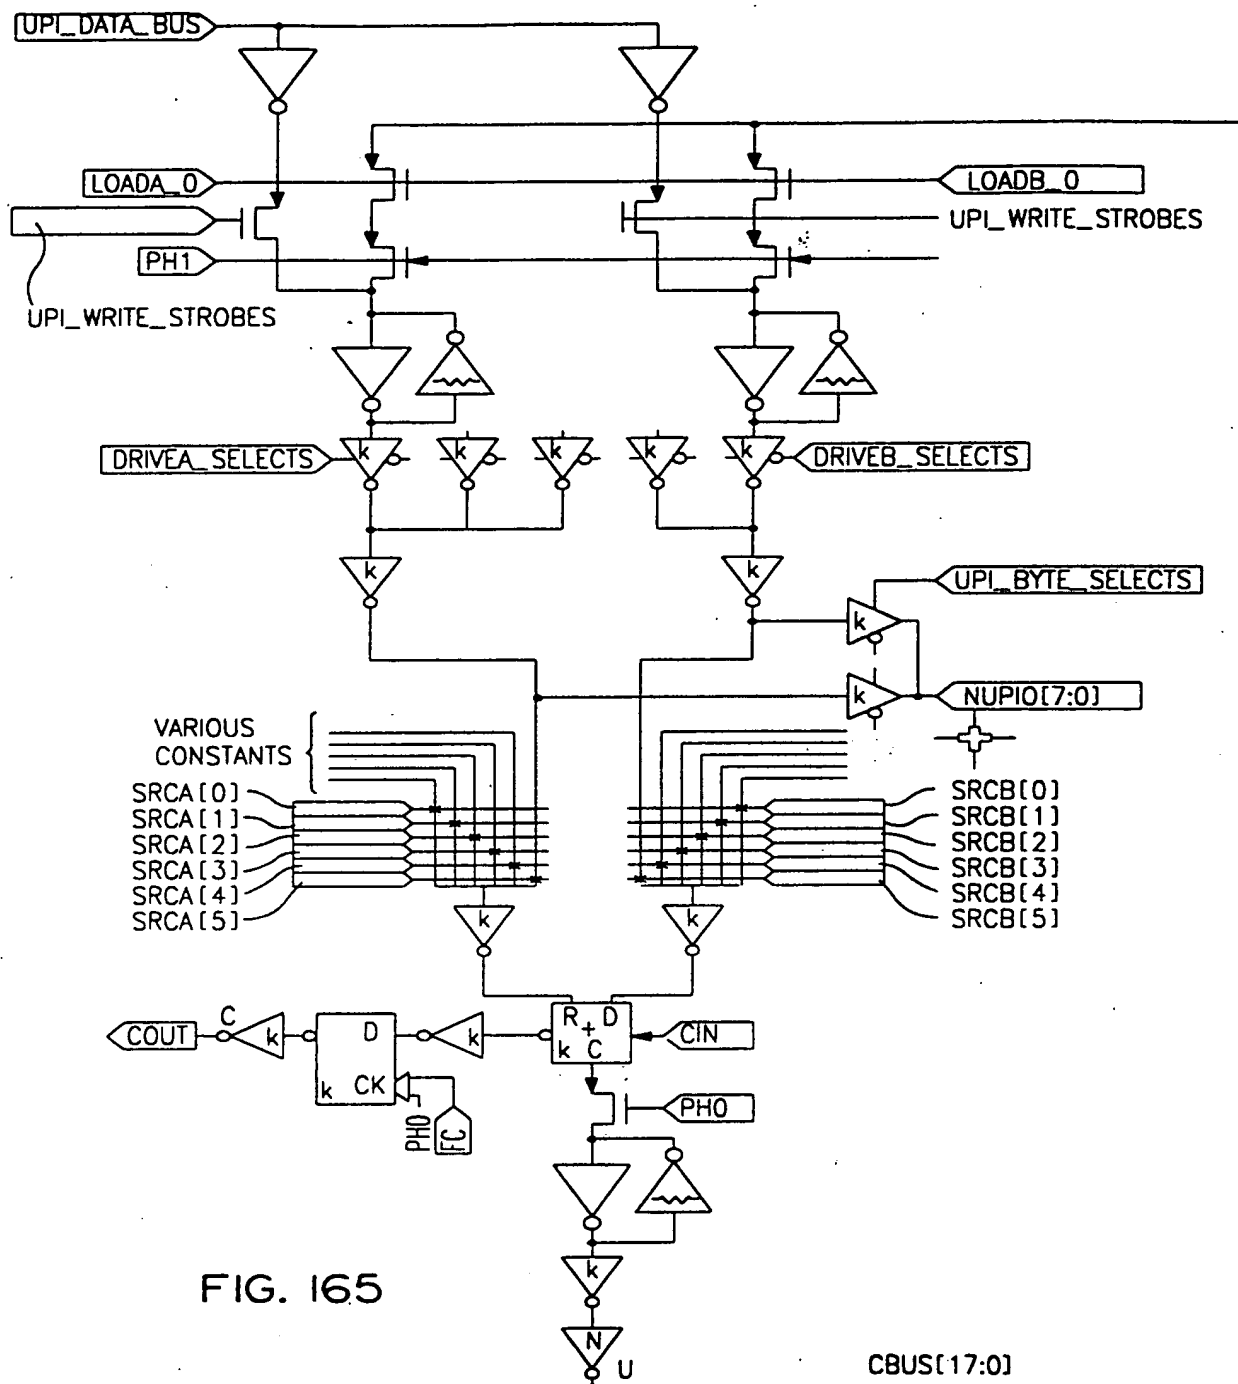 UPI_DATA_BUS
LOADA_0
LOADB_0
UPI_WRITE_STROBES
PH1
UPI_WRITE_STROBES
k k k k k
DRIVEA_SELECTS
DRIVEB_SELECTS
k k
UPI_BYTE_SELECTS
k
k
NUPIO[7:0]
VARIOUS
CONSTANTS
SRCA[0]
SRCA[1]
SRCA[2]
SRCA[3]
SRCA[4]
SRCA[5]
SRCB[0]
SRCB[1]
SRCB[2]
SRCB[3]
SRCB[4]
SRCB[5]
k k
COUT
C
k
D
k CK
k
R + D
k C
CIN
PH0
FC
PH0
k
FIG. 165
N
U
CBUS[17:0]